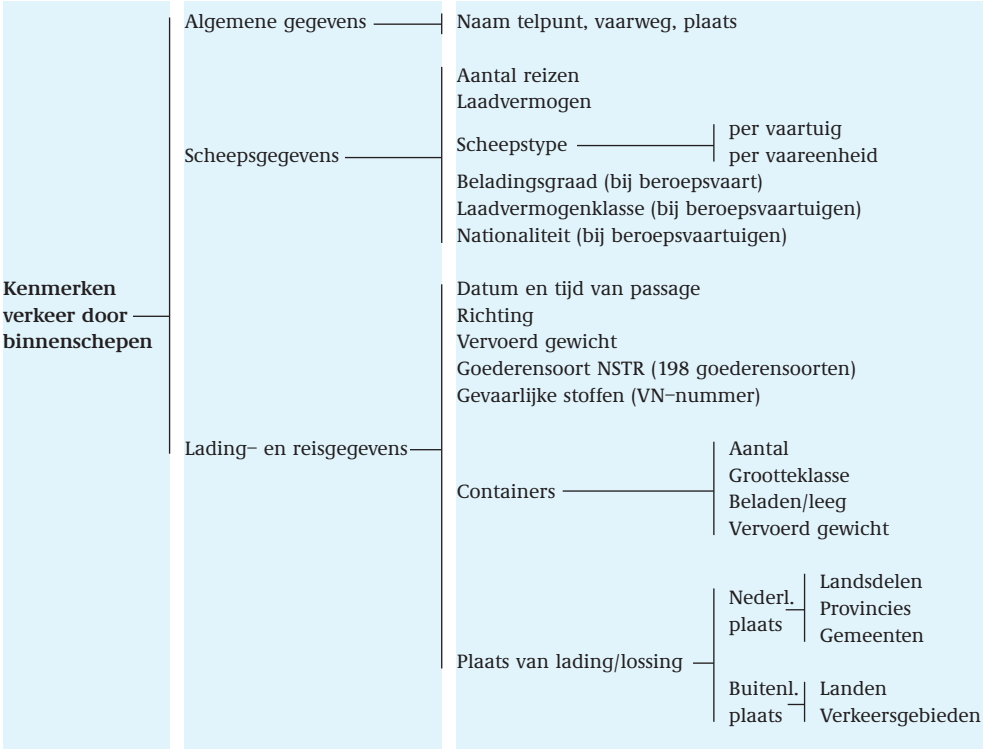 Algemene gegevens
Naam telpunt, vaarweg, plaats
Scheepsgegevens
Aantal reizen
Laadvermogen
Scheepstype
per vaartuig
per vaareenheid
Beladingsgraad (bij beroepsvaart)
Laadvermogenklasse (bij beroepsvaartuigen)
Nationaliteit (bij beroepsvaartuigen)
Kenmerken
verkeer door
binnenschepen
Lading- en reisgegevens
Datum en tijd van passage
Richting
Vervoerd gewicht
Goederensoort NSTR (198 goederensoorten)
Gevaarlijke stoffen (VN-nummer)
Containers
Aantal
Grootteklasse
Beladen/leeg
Vervoerd gewicht
Plaats van lading/lossing
Nederl.
plaats
Landsdelen
Provincies
Gemeenten
Buitenl.
plaats
Landen
Verkeersgebieden